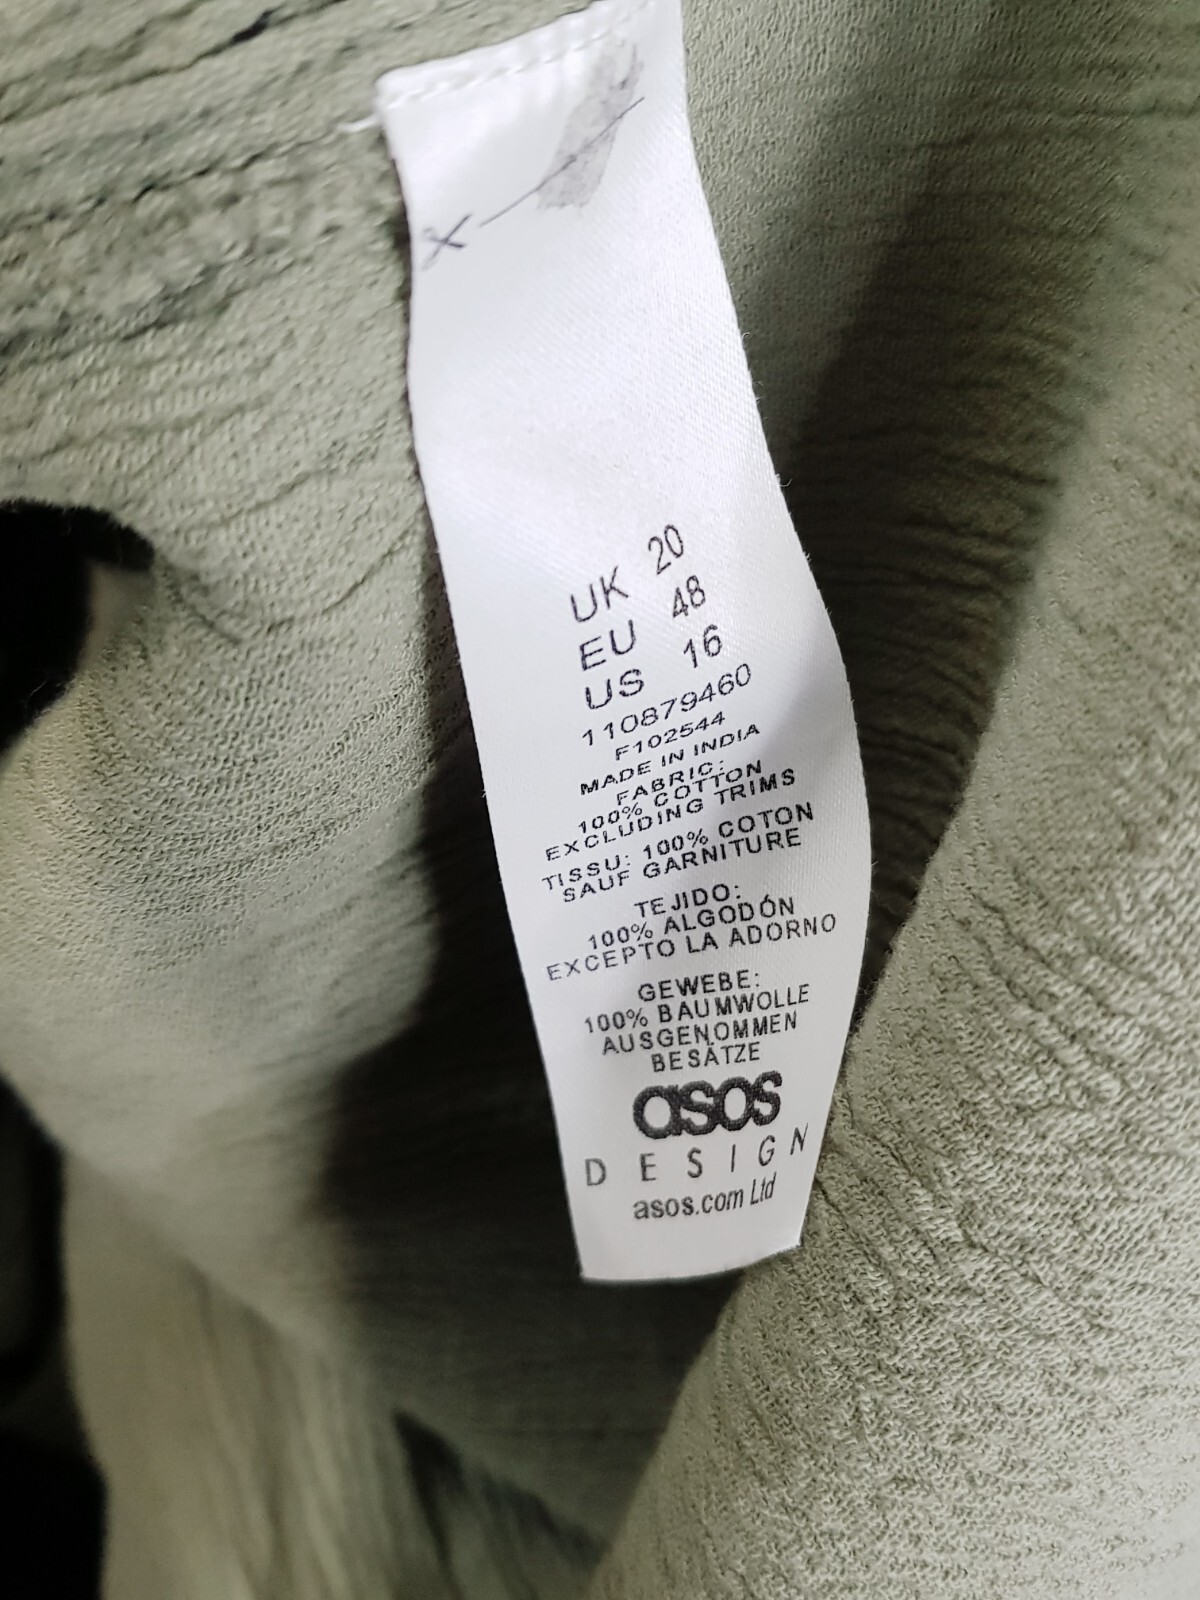 X
UK 20
EU 48
US 16
110879460
F102544
MADE IN INDIA
FABRIC:
100% COTTON
EXCLUDING TRIMS
TISSU: 100% COTON
SAUF GARNITURE
TEJIDO:
100% ALGODÓN
EXCEPTO LA ADORNO
GEWEBE:
100% BAUMWOLLE
AUSGENOMMEN
BESÄTZE
asos
DESIGN
asos.com Ltd